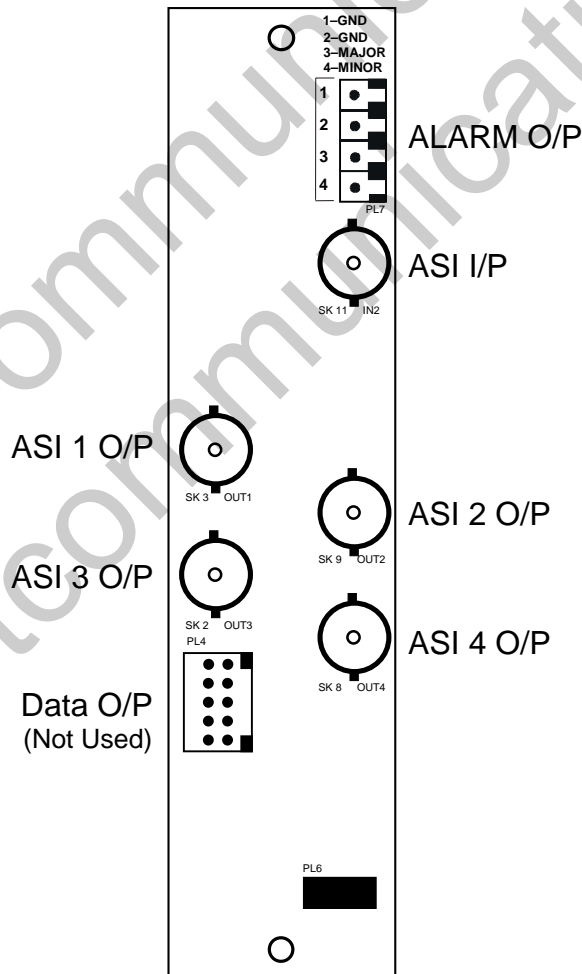 1–GND
2–GND
3–MAJOR
4–MINOR
1
2
3
4
ALARM O/P
PL7
ASI I/P
SK 11 IN2
ASI 1 O/P
SK 3 OUT1
ASI 2 O/P
SK 9 OUT2
ASI 3 O/P
SK 2 OUT3
ASI 4 O/P
SK 8 OUT4
PL4
Data O/P
(Not Used)
PL6